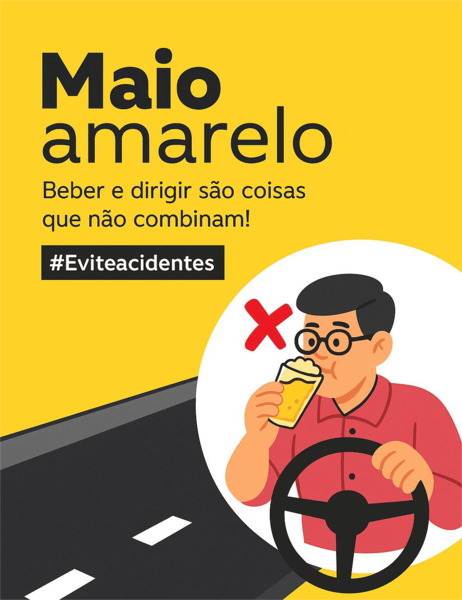 Maio
amarelo
Beber e dirigir são coisas
que não combinam!
#Eviteacidentes